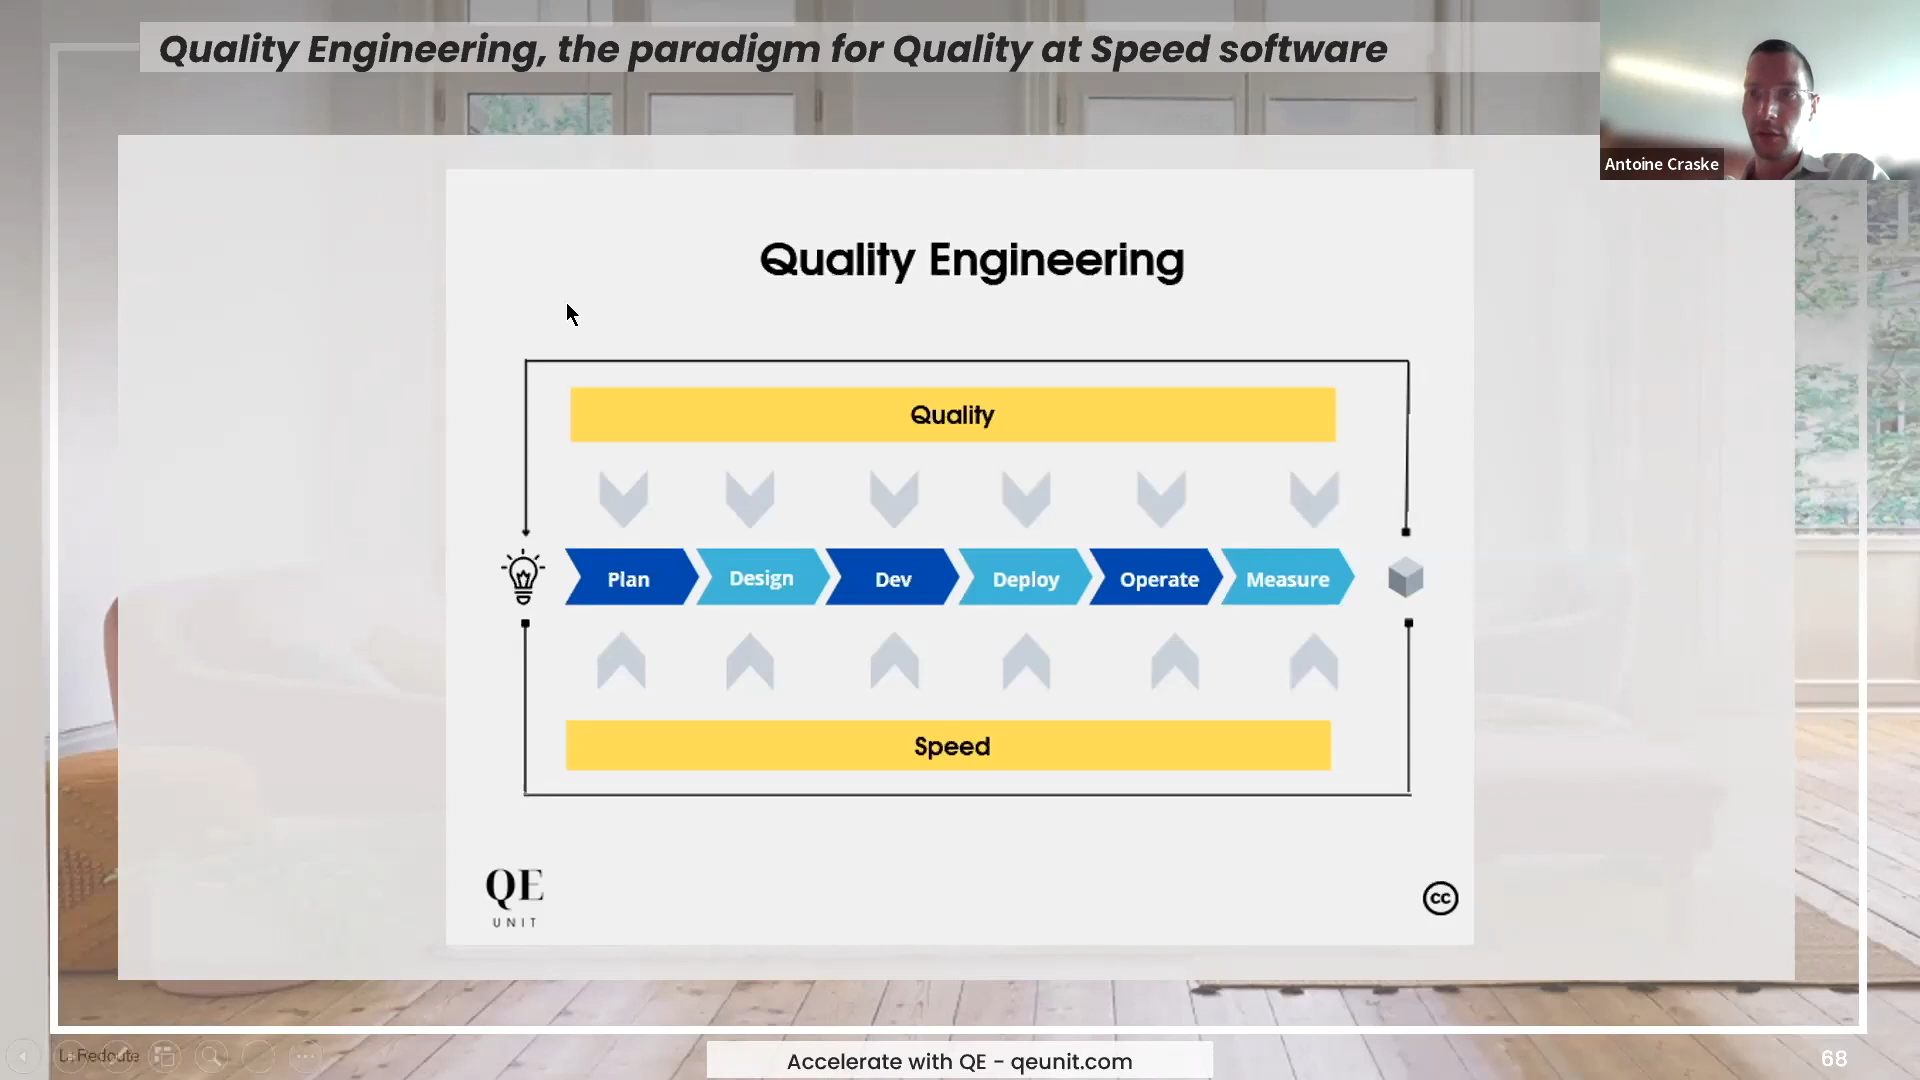 Quality Engineering, the paradigm for Quality at Speed software
Antoine Craske
Quality Engineering
Quality
Plan
Design
Dev
Deploy
Operate
Measure
Speed
QE
UNIT
cc
La Redoute
Accelerate with QE - qeunit.com
68